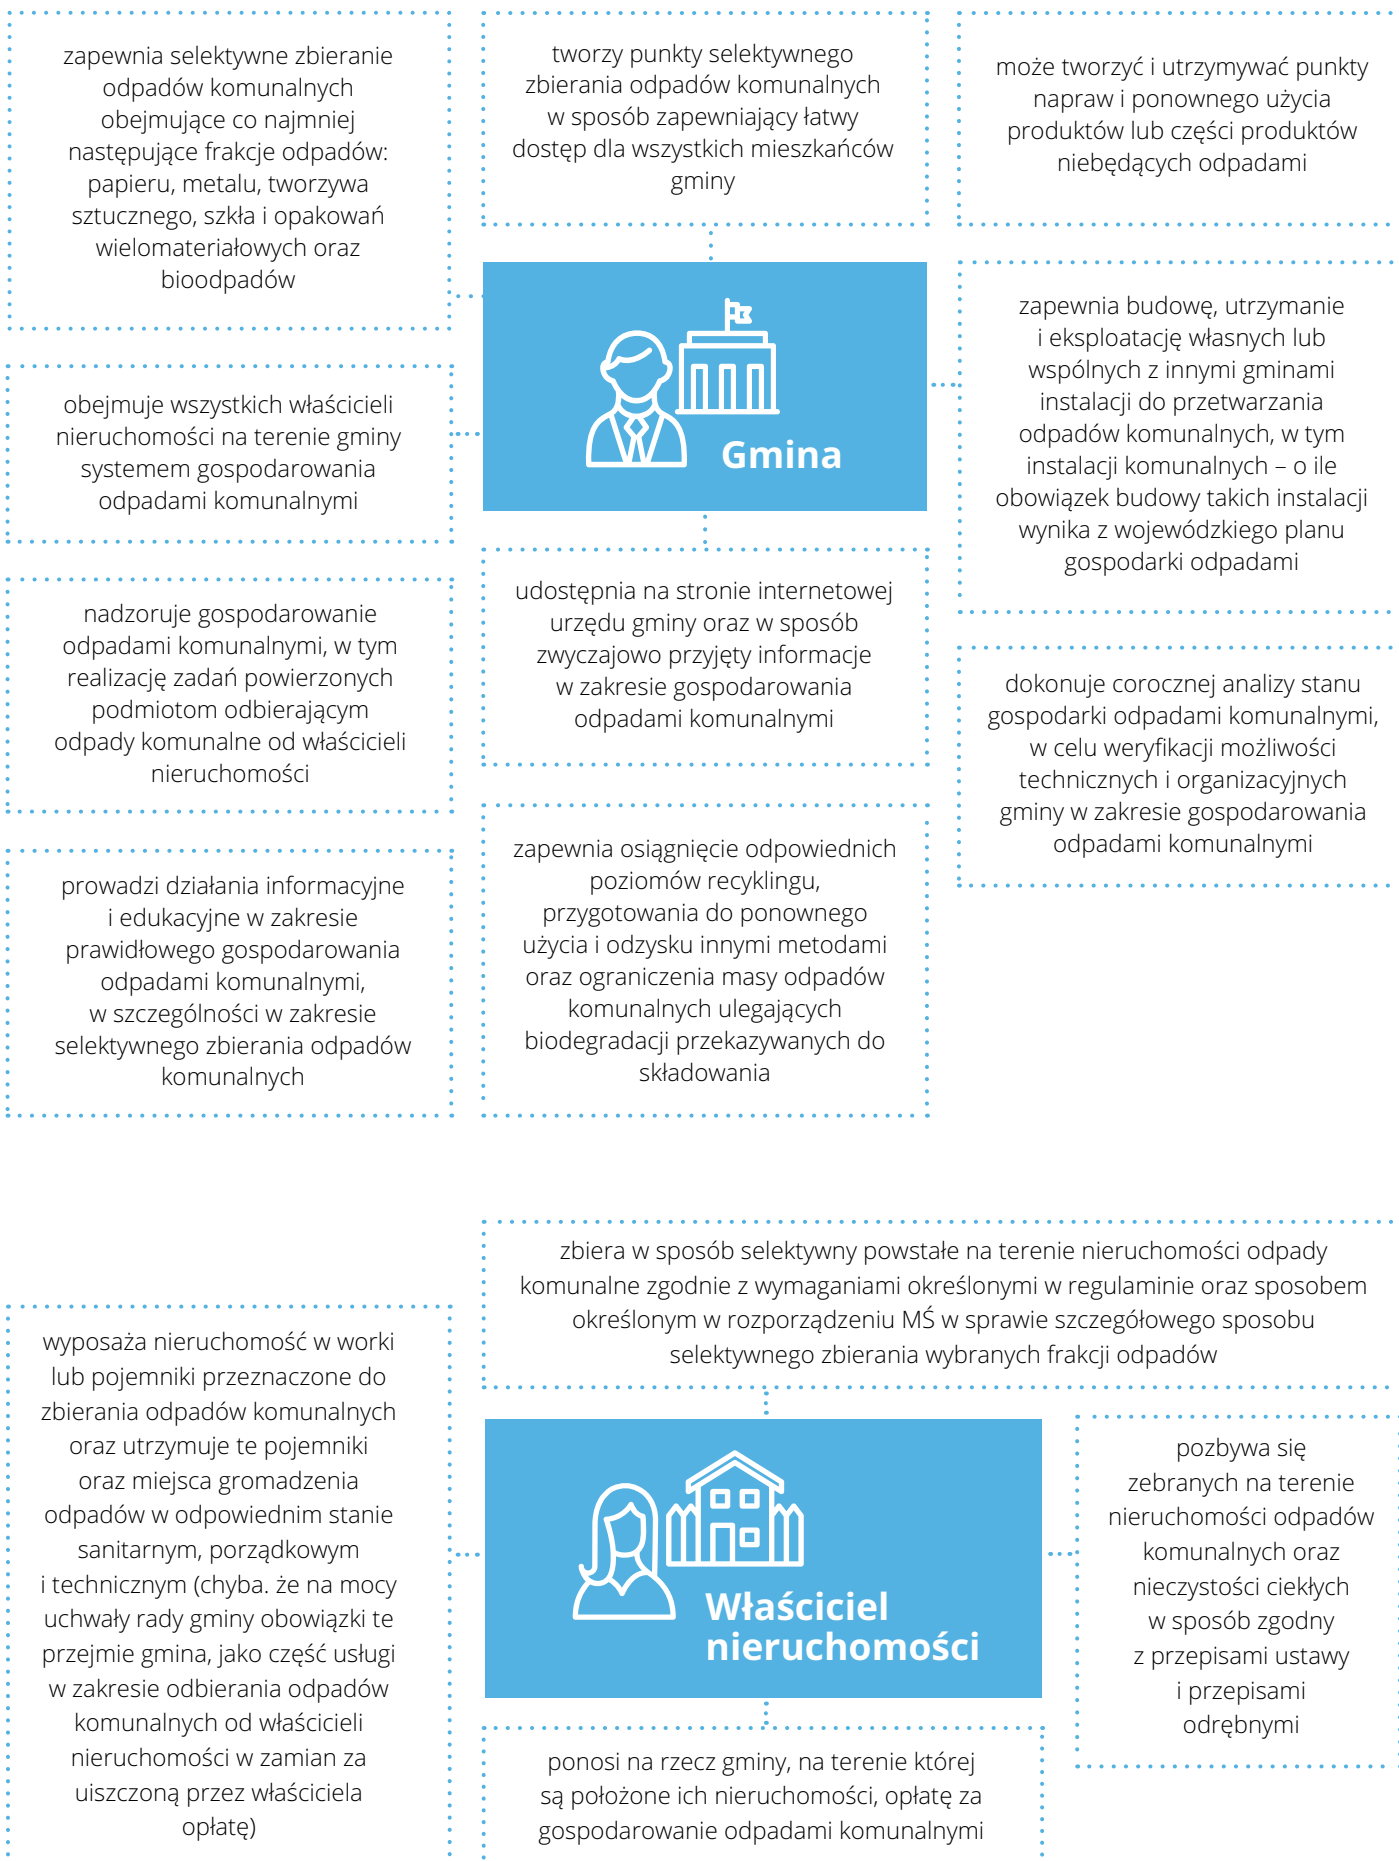 zapewnia selektywne zbieranie
odpadów komunalnych
obejmujące co najmniej
następujące frakcje odpadów:
papieru, metalu, tworzywa
sztucznego, szkła i opakowań
wielomateriałowych oraz
bioodpadów
tworzy punkty selektywnego
zbierania odpadów komunalnych
w sposób zapewniający łatwy
dostęp dla wszystkich mieszkańców
gminy
może tworzyć i utrzymywać punkty
napraw i ponownego użycia
produktów lub części produktów
niebędących odpadami
Gmina
zapewnia budowę, utrzymanie
i eksploatację własnych lub
wspólnych z innymi gminami
instalacji do przetwarzania
odpadów komunalnych, w tym
instalacji komunalnych – o ile
obowiązek budowy takich instalacji
wynika z wojewódzkiego planu
gospodarki odpadami
obejmuje wszystkich właścicieli
nieruchomości na terenie gminy
systemem gospodarowania
odpadami komunalnymi
nadzoruje gospodarowanie
odpadami komunalnymi, w tym
realizację zadań powierzonych
podmiotom odbierającym
odpady komunalne od właścicieli
nieruchomości
udostępnia na stronie internetowej
urzędu gminy oraz w sposób
zwyczajowo przyjęty informacje
w zakresie gospodarowania
odpadami komunalnymi
dokonuje corocznej analizy stanu
gospodarki odpadami komunalnymi,
w celu weryfikacji możliwości
technicznych i organizacyjnych
gminy w zakresie gospodarowania
odpadami komunalnymi
prowadzi działania informacyjne
i edukacyjne w zakresie
prawidłowego gospodarowania
odpadami komunalnymi,
w szczególności w zakresie
selektywnego zbierania odpadów
komunalnych
zapewnia osiągnięcie odpowiednich
poziomów recyklingu,
przygotowania do ponownego
użycia i odzysku innymi metodami
oraz ograniczenia masy odpadów
komunalnych ulegających
biodegradacji przekazywanych do
składowania
zbiera w sposób selektywny powstałe na terenie nieruchomości odpady
komunalne zgodnie z wymaganiami określonymi w regulaminie oraz sposobem
określonym w rozporządzeniu MŚ w sprawie szczegółowego sposobu
selektywnego zbierania wybranych frakcji odpadów
wyposaża nieruchomość w worki
lub pojemniki przeznaczone do
zbierania odpadów komunalnych
oraz utrzymuje te pojemniki
oraz miejsca gromadzenia
odpadów w odpowiednim stanie
sanitarnym, porządkowym
i technicznym (chyba. że na mocy
uchwały rady gminy obowiązki te
przejmie gmina, jako część usługi
w zakresie odbierania odpadów
komunalnych od właścicieli
nieruchomości w zamian za
uiszczoną przez właściciela
opłatę)
Właściciel
nieruchomości
pozbywa się
zebranych na terenie
nieruchomości odpadów
komunalnych oraz
nieczystości ciekłych
w sposób zgodny
z przepisami ustawy
i przepisami
odrębnymi
ponosi na rzecz gminy, na terenie której
są położone ich nieruchomości, opłatę za
gospodarowanie odpadami komunalnymi